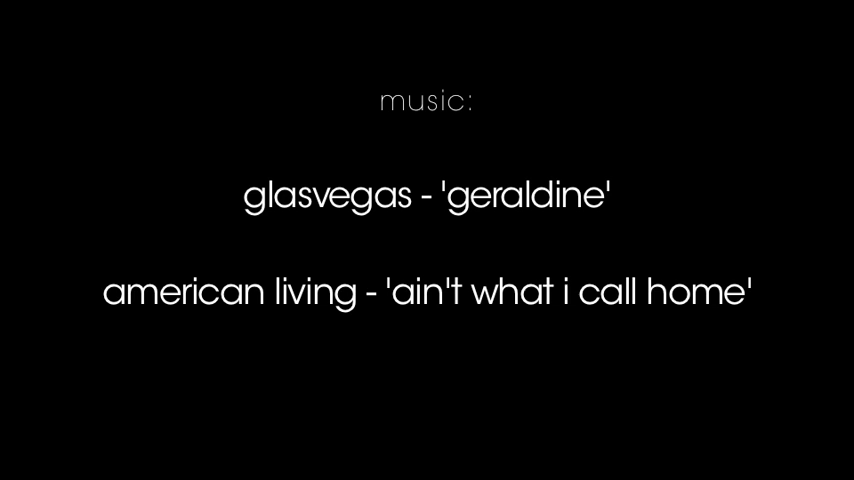 music:
glasvegas - 'geraldine'
american living - 'ain't what i call home'